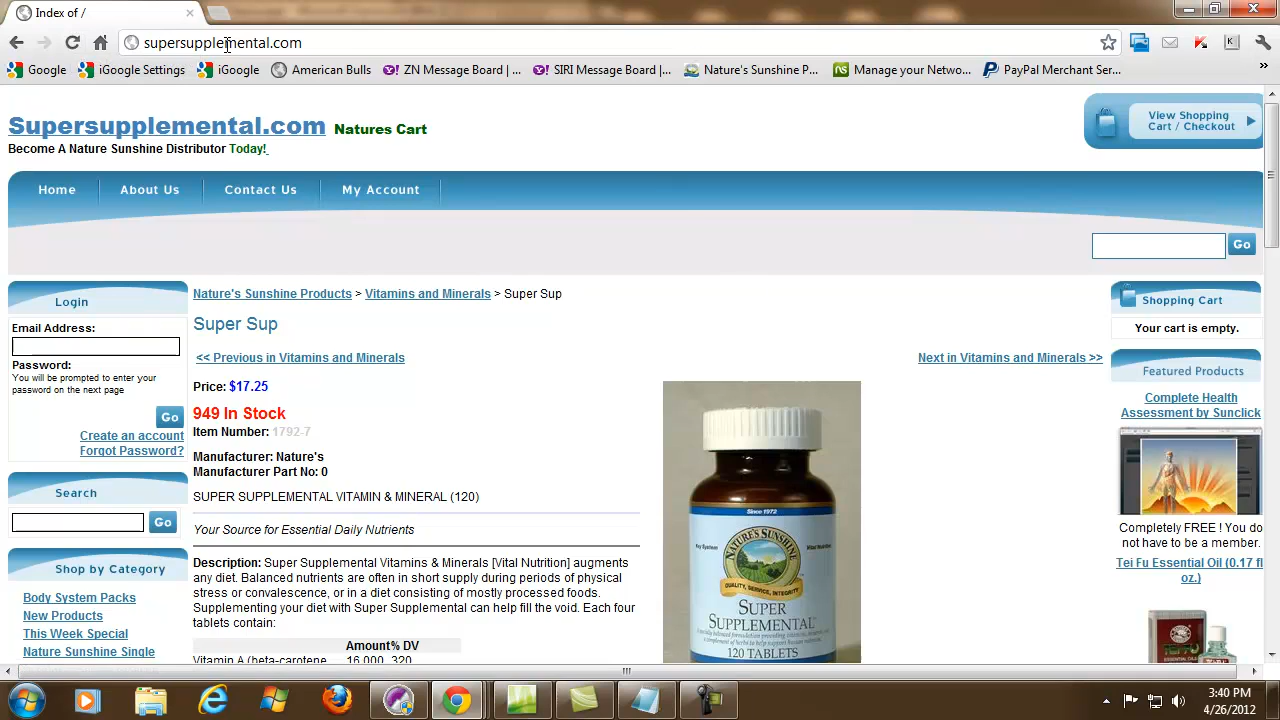 Index of /
supersupplemental.com
Google
iGoogle Settings
iGoogle
American Bulls
ZN Message Board | ...
SIRI Message Board | ...
Nature's Sunshine P...
Manage your Netwo...
PayPal Merchant Ser...
Supersupplemental.com Natures Cart
Become A Nature Sunshine Distributor Today!
View Shopping
Cart / Checkout
Home
About Us
Contact Us
My Account
Go
Login
Email Address:
Password:
You will be prompted to enter your
password on the next page
Go
Create an account
Forgot Password?
Search
Go
Shop by Category
Body System Packs
New Products
This Week Special
Nature Sunshine Single
Nature's Sunshine Products > Vitamins and Minerals > Super Sup
Super Sup
<< Previous in Vitamins and Minerals
Next in Vitamins and Minerals >>
Price: $17.25
949 In Stock
Item Number: 1792-7
Manufacturer: Nature's
Manufacturer Part No: 0
SUPER SUPPLEMENTAL VITAMIN & MINERAL (120)
Your Source for Essential Daily Nutrients
Description: Super Supplemental Vitamins & Minerals [Vital Nutrition] augments
any diet. Balanced nutrients are often in short supply during periods of physical
stress or convalescence, or in a diet consisting of mostly processed foods.
Supplementing your diet with Super Supplemental can help fill the void. Each four
tablets contain:
Amount% DV
Vitamin A (beta-carotene 16,000 320
Since 1972
Key System
Vital Nutrition
NATURE'S SUNSHINE
QUALITY, SERVICE, INTEGRITY
SUPER
SUPPLEMENTAL
120 TABLETS
Shopping Cart
Your cart is empty.
Featured Products
Complete Health
Assessment by Sunclick
Completely FREE ! You do
not have to be a member.
Tei Fu Essential Oil (0.17 fl
oz.)
3:40 PM
4/26/2012